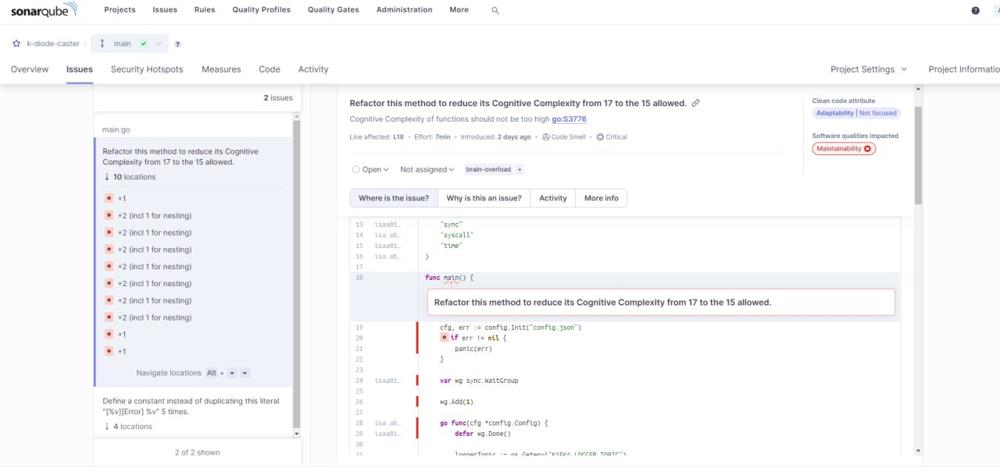 sonarqube Projects Issues Rules Quality Profiles Quality Gates Administration More ?
k-diode-caster / main ?
Overview Issues Security Hotspots Measures Code Activity Project Settings Project Informatio
2 issues
main.go
Refactor this method to reduce its Cognitive
Complexity from 17 to the 15 allowed.
10 locations
+1
+2 (incl 1 for nesting)
+2 (incl 1 for nesting)
+2 (incl 1 for nesting)
+2 (incl 1 for nesting)
+2 (incl 1 for nesting)
+2 (incl 1 for nesting)
+2 (incl 1 for nesting)
+1
+1
Navigate locations Alt +
Define a constant instead of duplicating this literal
"[%v][Error] %v" 5 times.
4 locations
2 of 2 shown
Refactor this method to reduce its Cognitive Complexity from 17 to the 15 allowed.
Cognitive Complexity of functions should not be too high go:S3776
Line affected: L18 • Effort: 7min • Introduced: 2 days ago • Code Smell • Critical
Open Not assigned brain-overload +
Where is the issue? Why is this an issue? Activity More info
Clean code attribute
Adaptability | Not focused
Software qualities impacted
Maintainability
13 isaa01… "sync"
14 isa.ab… "syscall"
15 isaa01… "time"
16 isa.ab… )
17
18 func main() {
Refactor this method to reduce its Cognitive Complexity from 17 to the 15 allowed.
19 cfg, err := config.Init("config.json")
20 if err != nil {
21 panic(err)
22 }
23
24 isaa01… var wg sync.WaitGroup
25
26 wg.Add(1)
27
28 isa.ab… go func(cfg *config.Config) {
29 isaa01… defer wg.Done()
30
31 loggerTopic := os.Getenv("KAFKA_LOGGER_TOPIC")